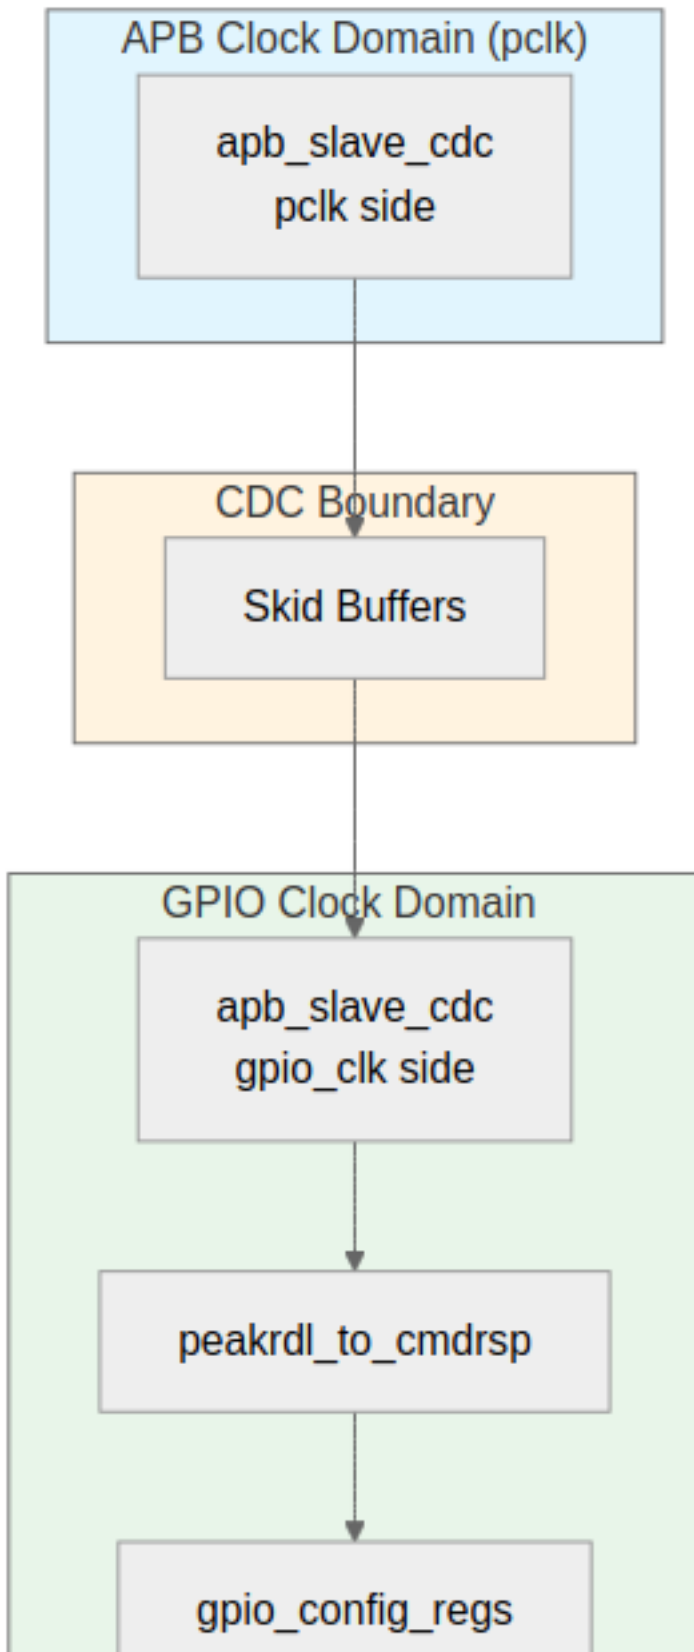 APB Clock Domain (pclk)
apb_slave_cdc
pclk side
CDC Boundary
Skid Buffers
GPIO Clock Domain
apb_slave_cdc
gpio_clk side
peakrdl_to_cmdrsp
gpio_config_regs